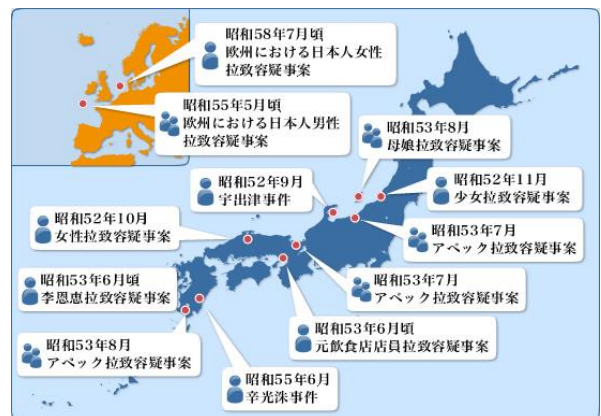 昭和58年7月頃
欧州における日本人女性
拉致容疑事案
昭和55年5月頃
欧州における日本人男性
拉致容疑事案
昭和53年8月
母娘拉致容疑事案
昭和52年9月
宇出津事件
昭和52年11月
少女拉致容疑事案
昭和52年10月
女性拉致容疑事案
昭和53年7月
アベック拉致容疑事案
昭和53年6月頃
李恩恵拉致容疑事案
昭和53年7月
アベック拉致容疑事案
昭和53年8月
アベック拉致容疑事案
昭和53年6月頃
元飲食店店員拉致容疑事案
昭和55年6月
辛光洙事件